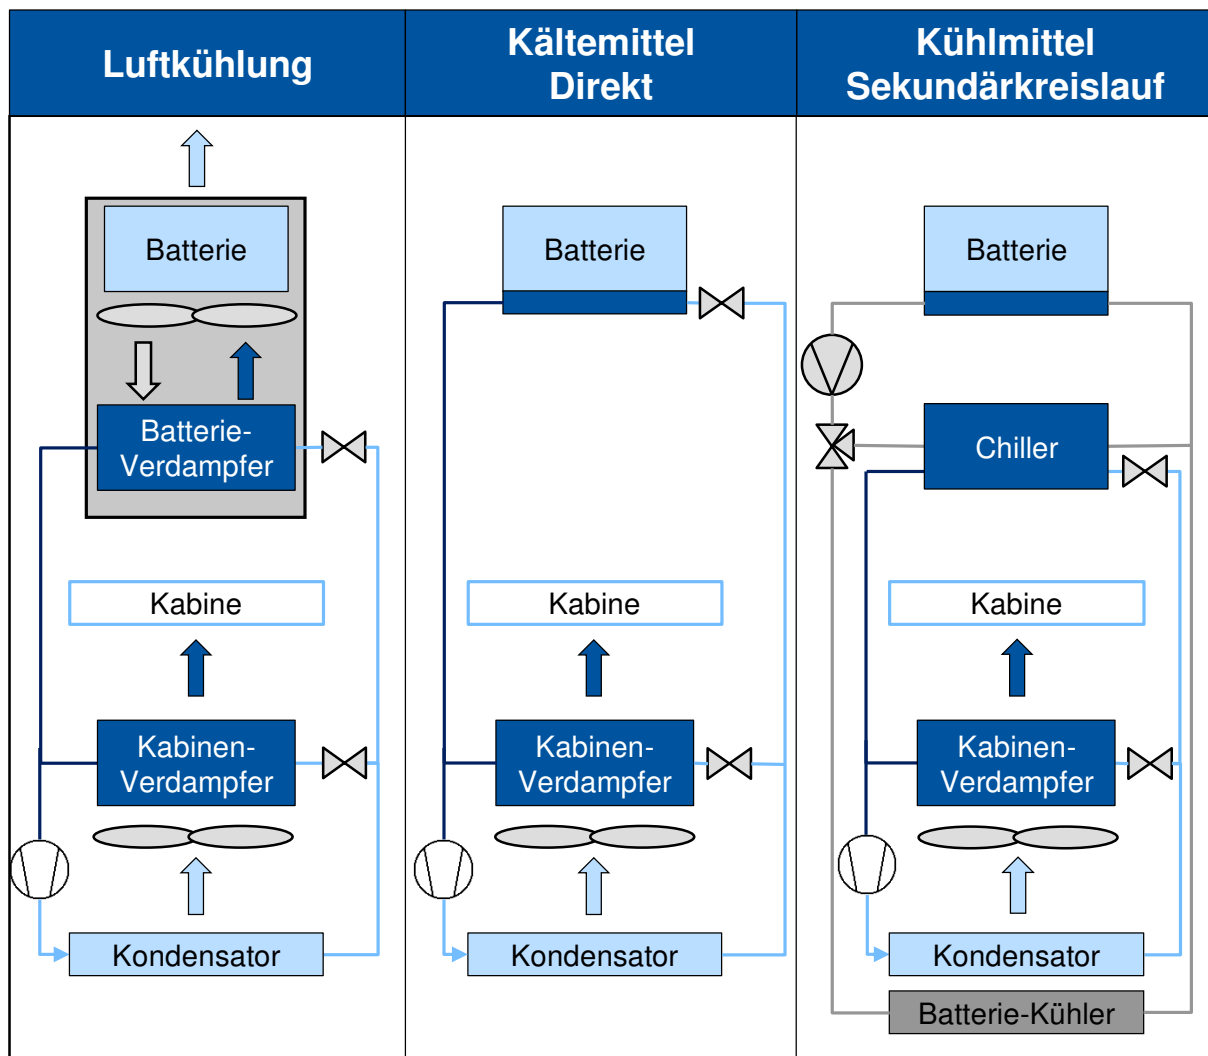 Luftkühlung
Kältemittel
Direkt
Kühlmittel
Sekundärkreislauf
Batterie
Batterie-
Verdampfer
Kabine
Kabinen-
Verdampfer
Kondensator
Batterie
Kabine
Kabinen-
Verdampfer
Kondensator
Batterie
Chiller
Kabine
Kabinen-
Verdampfer
Kondensator
Batterie-Kühler